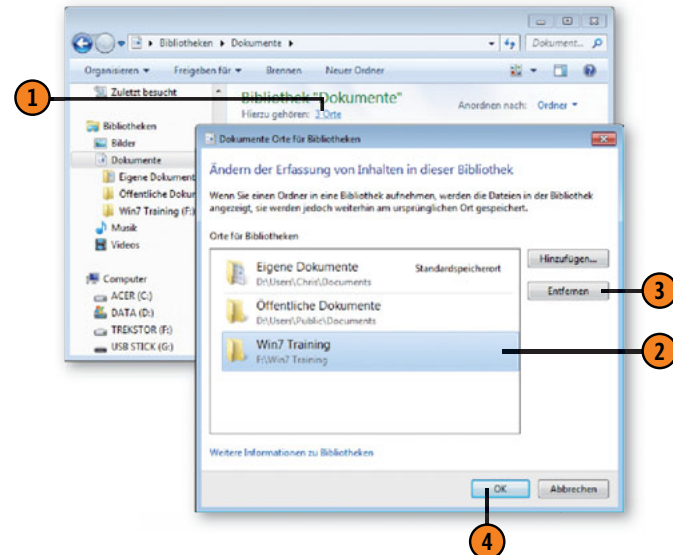 Bibliotheken Dokumente
Dokument...
Organisieren Freigeben für Brennen Neuer Ordner
1
Zuletzt besucht
Bibliothek "Dokumente"
Hierzu gehören: 3 Orte
Anordnen nach: Ordner
Bibliotheken
Bilder
Dokumente
Eigene Dokument
Öffentliche Dokur
Win7 Training (F:)
Musik
Videos
Computer
ACER (C:)
DATA (D:)
TREKSTOR (F:)
USB STICK (G:)
Dokumente Orte für Bibliotheken
Ändern der Erfassung von Inhalten in dieser Bibliothek
Wenn Sie einen Ordner in eine Bibliothek aufnehmen, werden die Dateien in der Bibliothek
angezeigt, sie werden jedoch weiterhin am ursprünglichen Ort gespeichert.
Orte für Bibliotheken
Eigene Dokumente Standardspeicherort
D:\Users\Chris\Documents
Öffentliche Dokumente
D:\Users\Public\Documents
Win7 Training
F:\Win7 Training
Hinzufügen...
Entfernen
3
2
Weitere Informationen zu Bibliotheken
OK Abbrechen
4